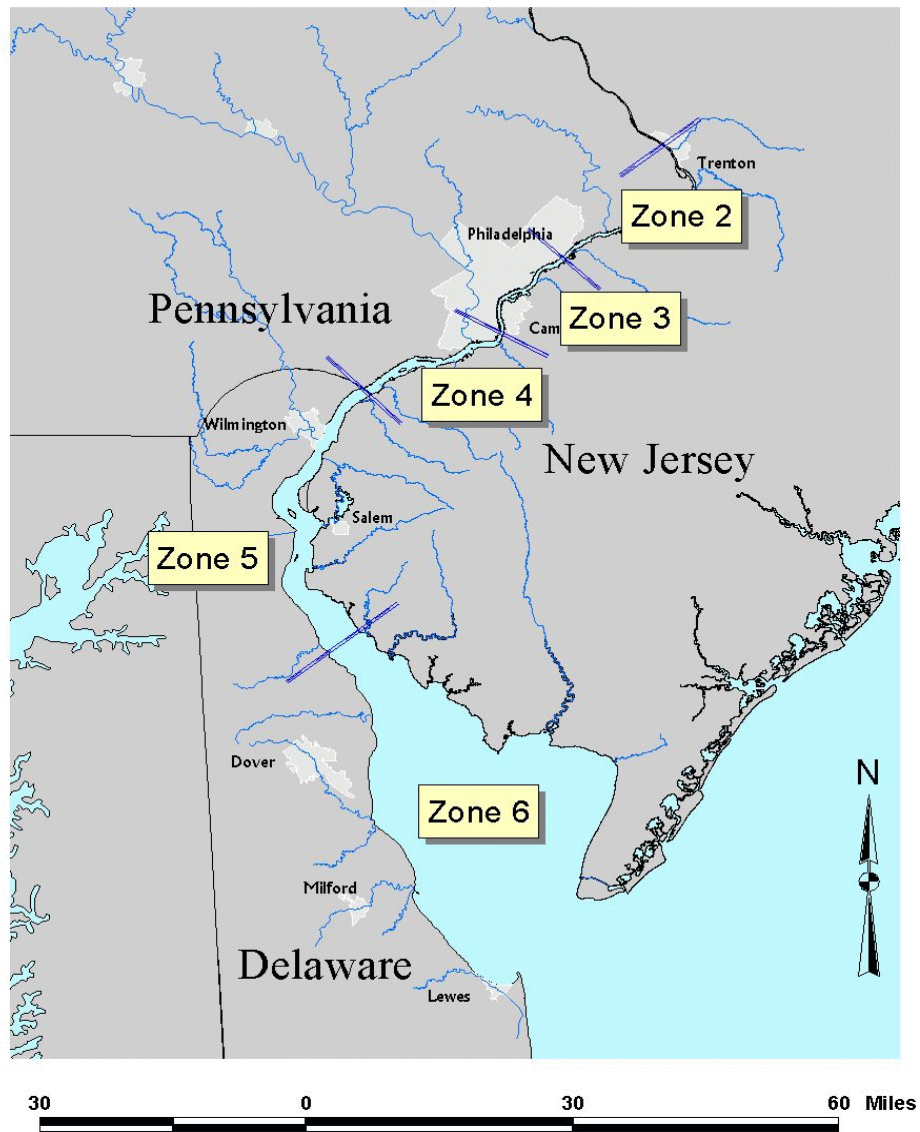 Trenton
Zone 2
Philadelphia
Pennsylvania
Zone 3
Cam
Zone 4
Wilmington
New Jersey
Salem
Zone 5
Dover
N
Zone 6
Milford
Delaware
Lewes
30 0 30 60 Miles